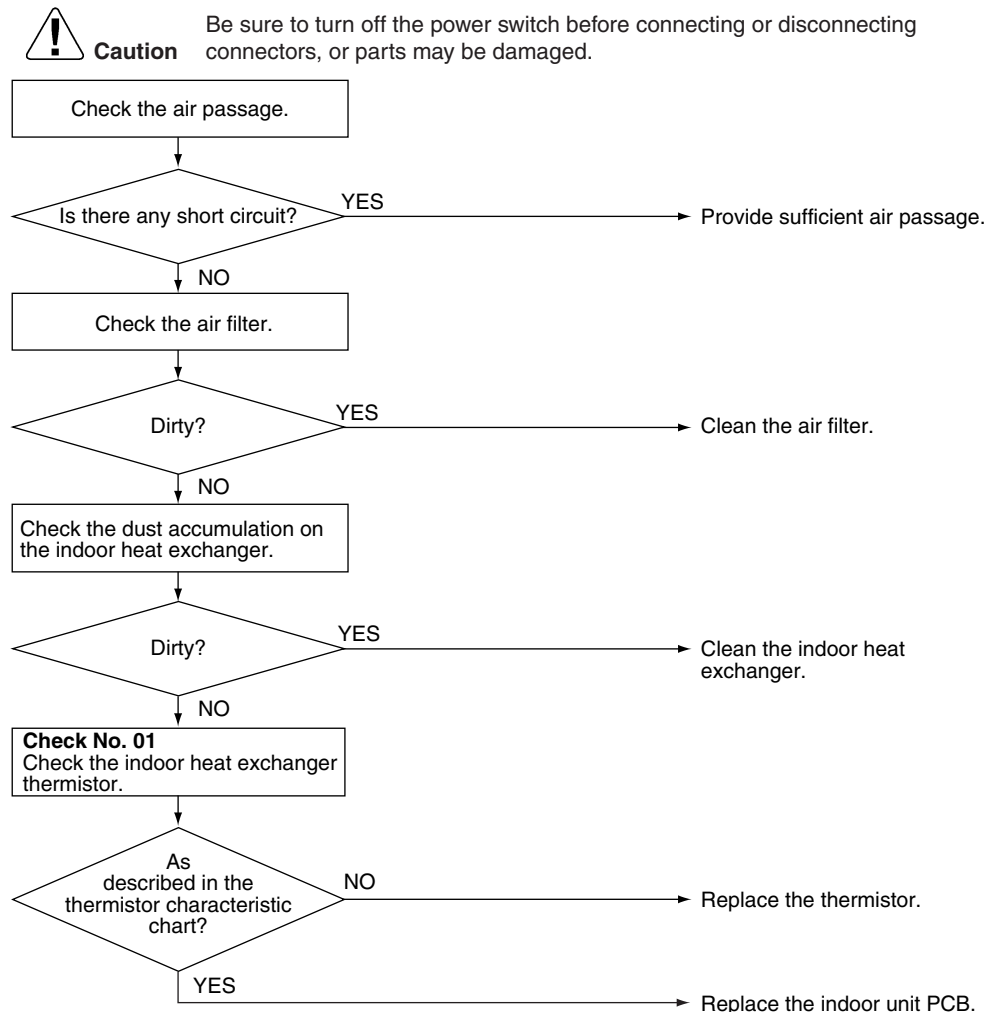 Be sure to turn off the power switch before connecting or disconnecting
Caution connectors, or parts may be damaged.
Check the air passage.
Is there any short circuit?
YES
Provide sufficient air passage.
NO
Check the air filter.
Dirty?
YES
Clean the air filter.
NO
Check the dust accumulation on
the indoor heat exchanger.
Dirty?
YES
Clean the indoor heat
exchanger.
NO
Check No. 01
Check the indoor heat exchanger
thermistor.
As
described in the
thermistor characteristic
chart?
NO
Replace the thermistor.
YES
Replace the indoor unit PCB.